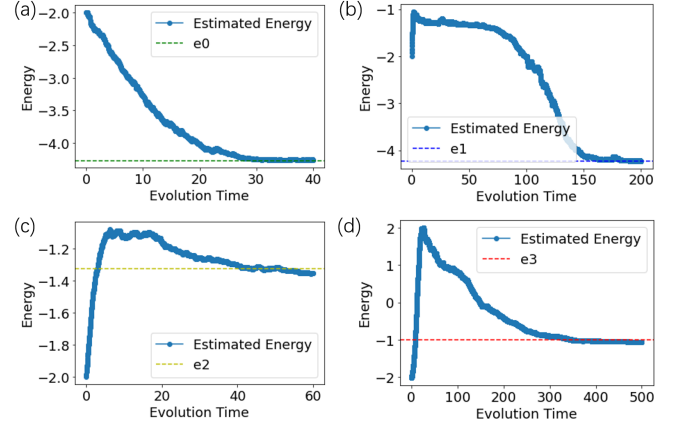 (a)
−2.0
−2.5
−3.0
−3.5
−4.0
Energy
Estimated Energy
e0
0 10 20 30 40
Evolution Time
(b)
−1
−2
−3
−4
Energy
Estimated Energy
e1
0 50 100 150 200
Evolution Time
(c)
−1.2
−1.4
−1.6
−1.8
−2.0
Energy
Estimated Energy
e2
0 20 40 60
Evolution Time
(d)
2
1
0
−1
−2
Energy
Estimated Energy
e3
0 100 200 300 400 500
Evolution Time